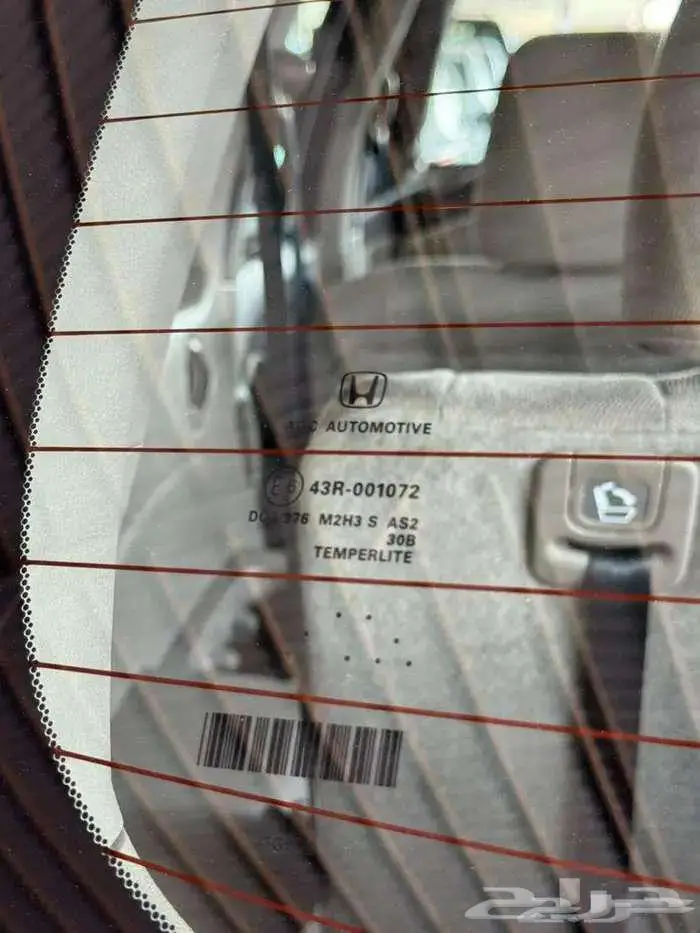 AUTOMOTIVE
E6 43R-001072
M2H3 S AS2
30B
TEMPERLITE
حراج